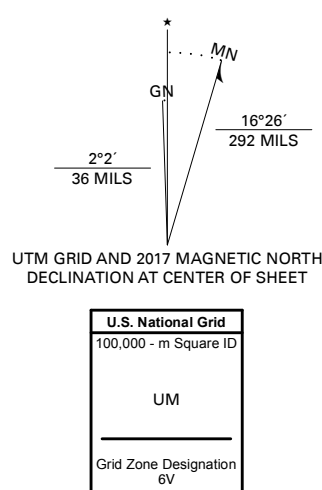 ★
MN
GN
16°26´
292 MILS
2°2´
36 MILS
UTM GRID AND 2017 MAGNETIC NORTH
DECLINATION AT CENTER OF SHEET
U.S. National Grid
100,000 - m Square ID
UM
Grid Zone Designation
6V